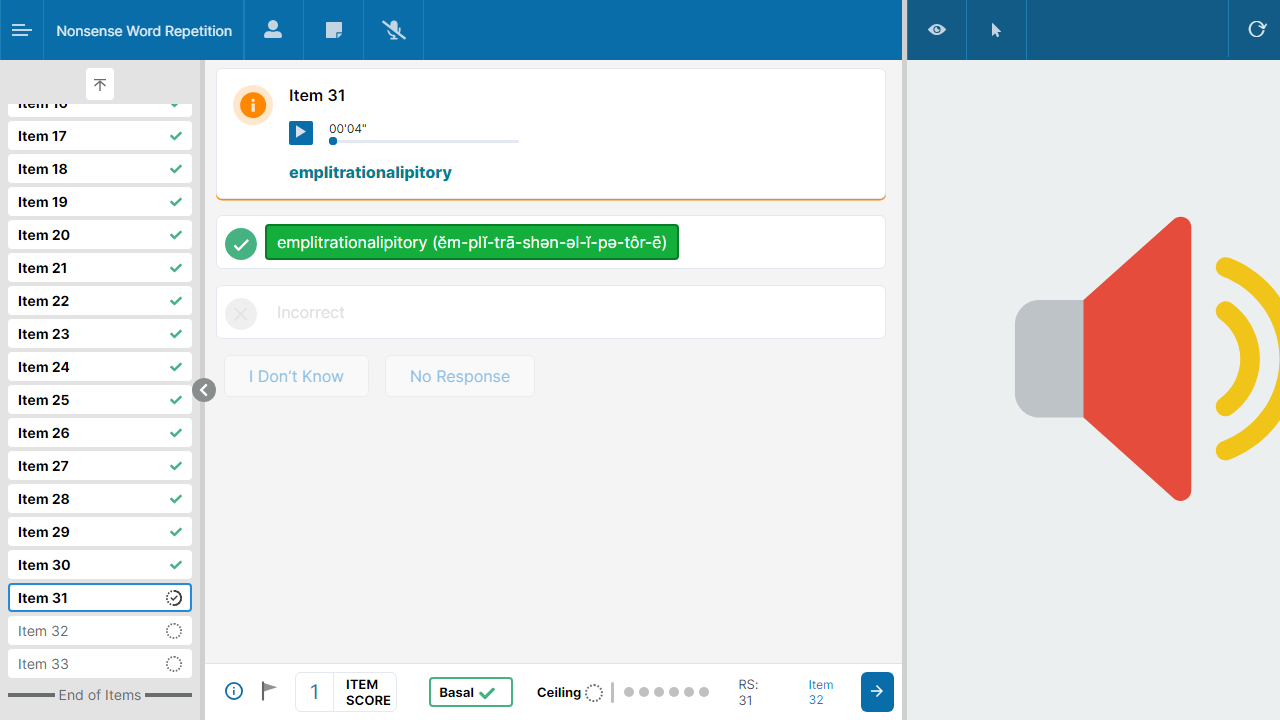 Nonsense Word Repetition
Item 16
Item 17
Item 18
Item 19
Item 20
Item 21
Item 22
Item 23
Item 24
Item 25
Item 26
Item 27
Item 28
Item 29
Item 30
Item 31
Item 32
Item 33
End of Items
Item 31
00'04"
emplitrationalipitory
emplitrationalipitory (ĕm-plĭ-trā-shən-əl-ĭ-pə-tôr-ē)
Incorrect
I Don’t Know
No Response
1
ITEM
SCORE
Basal
Ceiling
RS:
31
Item
32